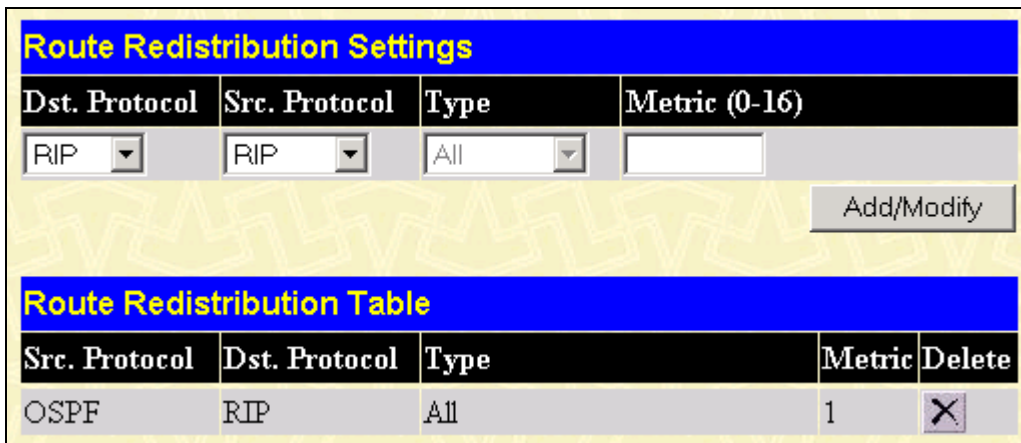 Route Redistribution Settings
Dst. Protocol Src. Protocol Type Metric (0-16)
RIP RIP All
Add/Modify
Route Redistribution Table
Src. Protocol Dst. Protocol Type Metric Delete
OSPF RIP All 1